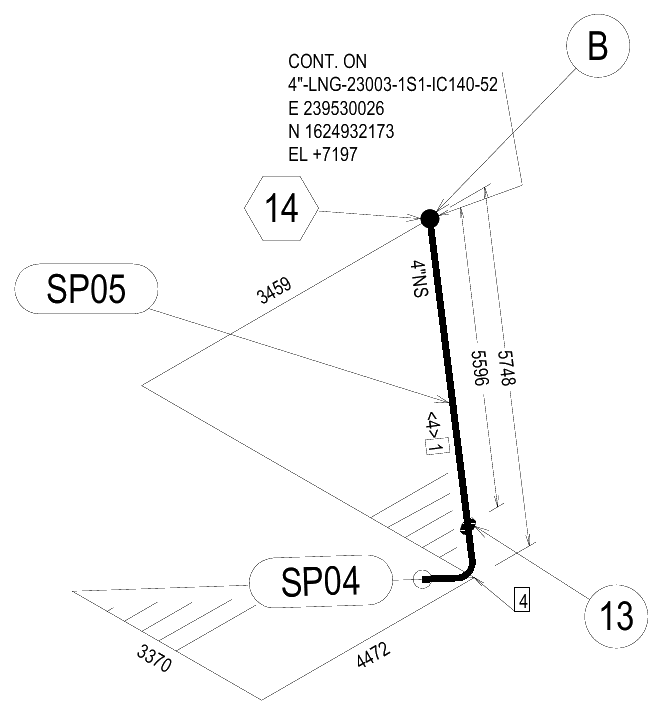 B
CONT. ON
4"-LNG-23003-1S1-IC140-52
E 239530026
N 1624932173
EL +7197
14
4"NS
SP05
3459
5596
5748
<4>1
SP04
4
13
3370
4472